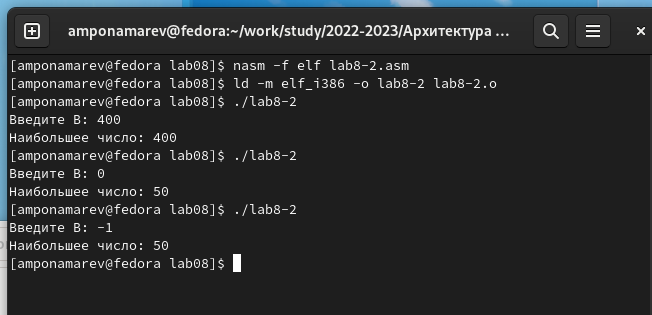 amponamarev@fedora:~/work/study/2022-2023/Архитектура ...
[amponamarev@fedora lab08]$ nasm -f elf lab8-2.asm
[amponamarev@fedora lab08]$ ld -m elf_i386 -o lab8-2 lab8-2.o
[amponamarev@fedora lab08]$ ./lab8-2
Введите B: 400
Наибольшее число: 400
[amponamarev@fedora lab08]$ ./lab8-2
Введите B: 0
Наибольшее число: 50
[amponamarev@fedora lab08]$ ./lab8-2
Введите B: -1
Наибольшее число: 50
[amponamarev@fedora lab08]$